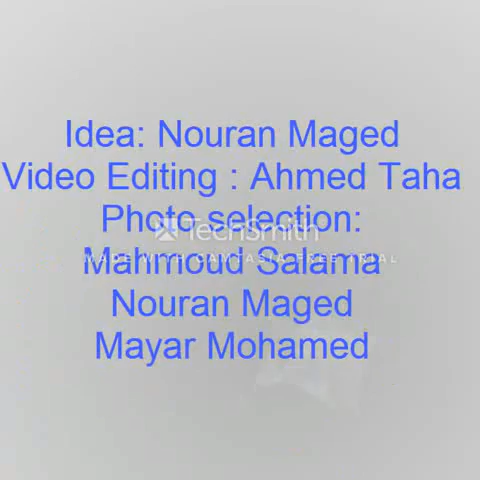 Idea: Nouran Maged
Video Editing : Ahmed Taha
Photo selection:
TechSmith
Mahmoud Salama
MADE WITH CAMTASIA FREE TRIAL
Nouran Maged
Mayar Mohamed